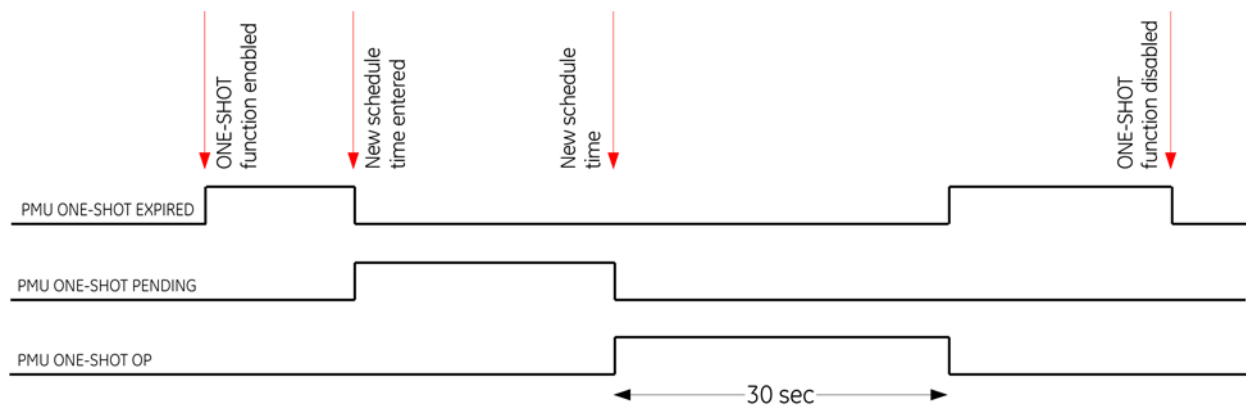 ONE-SHOT
function enabled
New schedule
time entered
New schedule
time
ONE-SHOT
function disabled
PMU ONE-SHOT EXPIRED
PMU ONE-SHOT PENDING
PMU ONE-SHOT OP
30 sec